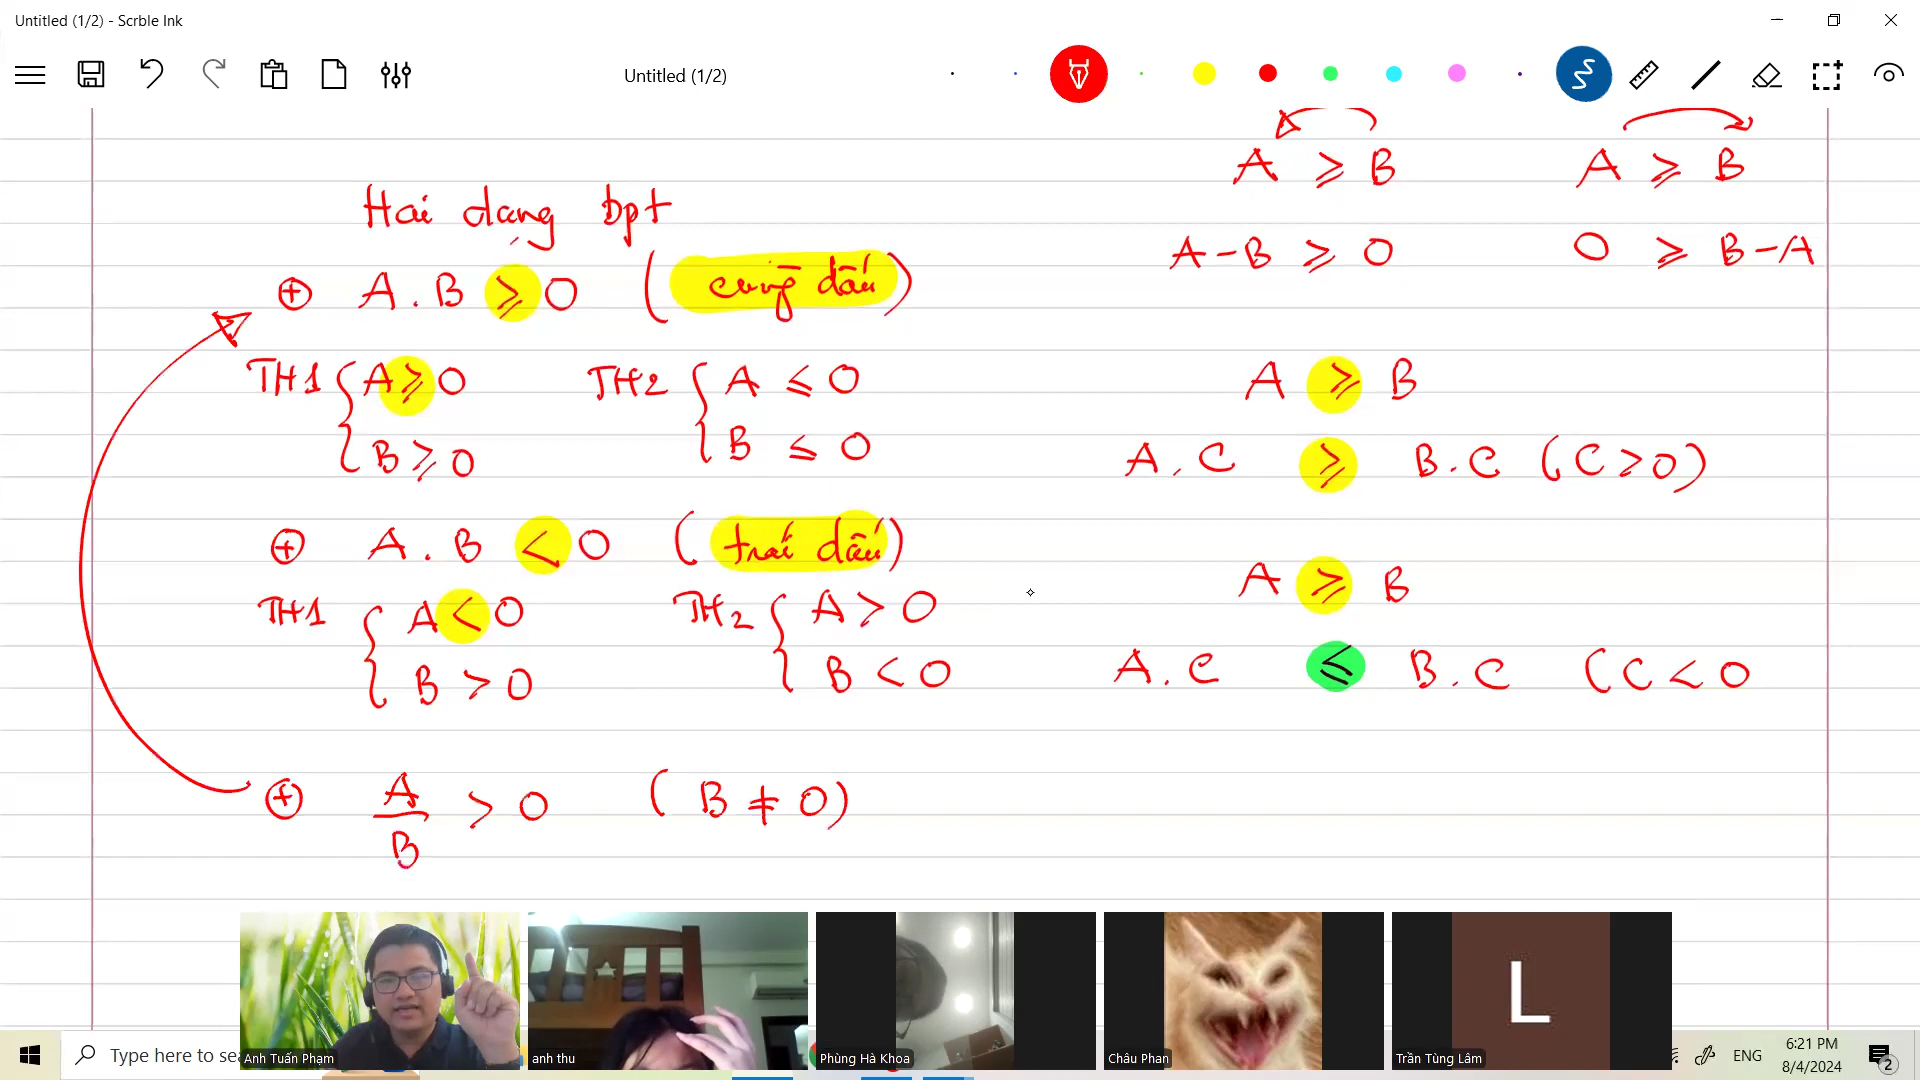 Untitled (1/2) - Scrble Ink
Untitled (1/2)
Hai dạng bpt
⊕ A.B ⩾ 0 (cùng dấu)
TH1 { A ⩾ 0
B ⩾ 0
TH2 { A ≤ 0
B ≤ 0
⊕ A.B < 0 (trái dấu)
TH1 { A < 0
B > 0
TH2 { A > 0
B < 0
⊕ A/B > 0 (B ≠ 0)
A ⩾ B
A-B ⩾ 0
A ⩾ B
0 ⩾ B-A
A ⩾ B
A.C ⩾ B.C (C > 0)
A ⩾ B
A.C ≤ B.C (C < 0
Anh Tuấn Phạm
anh thu
Phùng Hà Khoa
Châu Phan
L
Trần Tùng Lâm
Type here to se
ENG
6:21 PM
8/4/2024
2